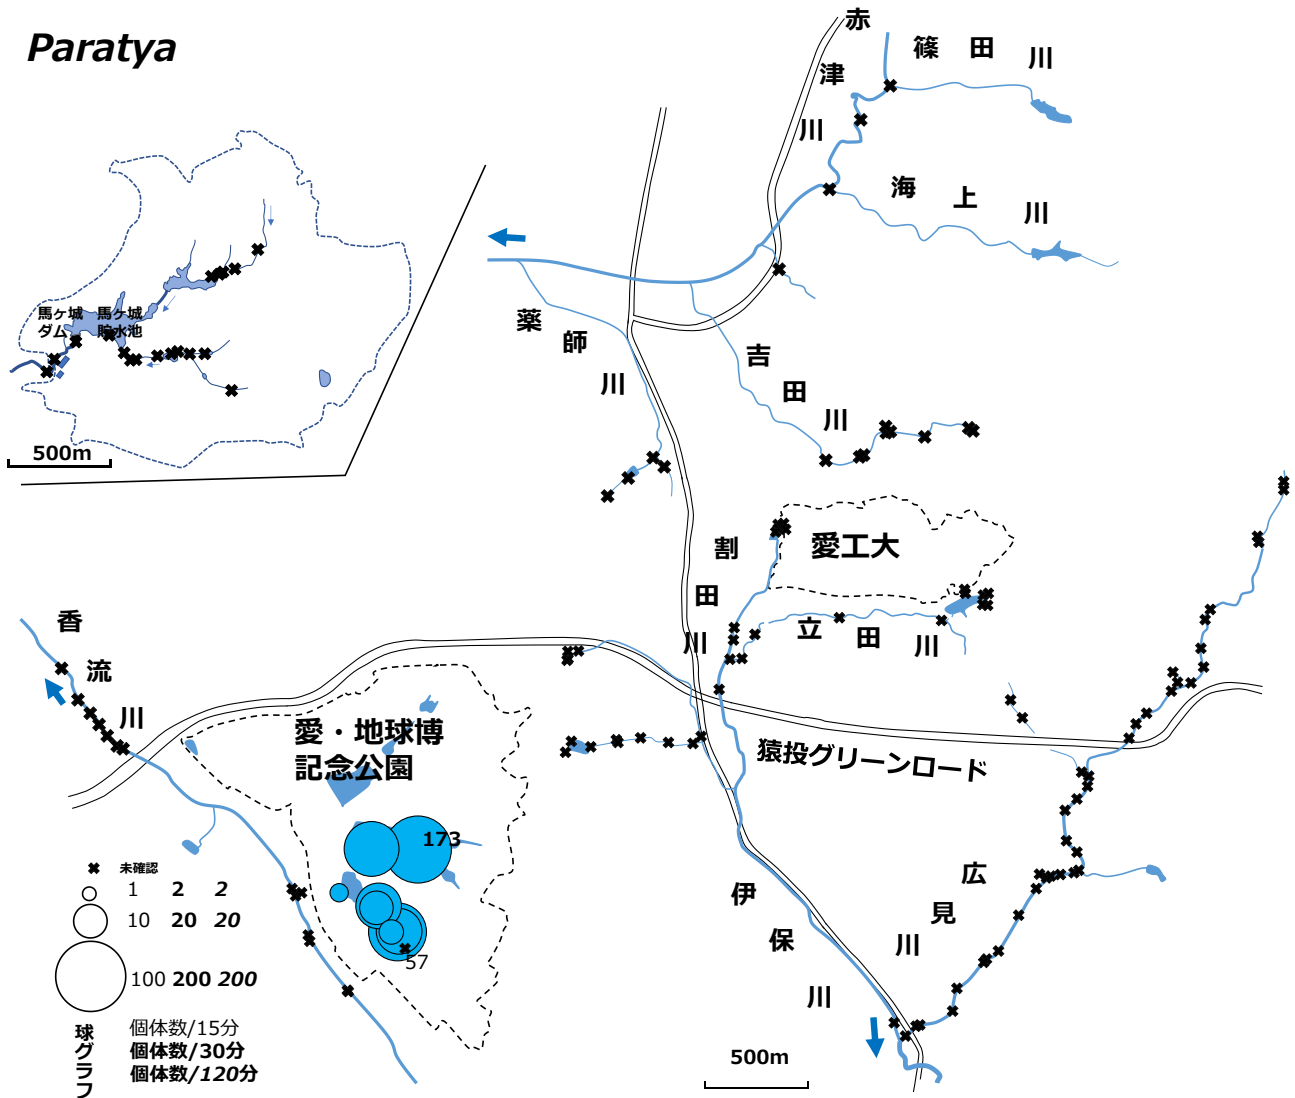 Paratya
赤津川
篠田川
海上川
馬ヶ城ダム
馬ヶ城貯水池
500m
薬師川
吉田川
愛工大
割田川
立田川
香流川
愛・地球博
記念公園
猿投グリーンロード
173
57
伊保川
広見川
未確認
1 2 2
10 20 20
100 200 200
球グラフ
個体数/15分
個体数/30分
個体数/120分
500m